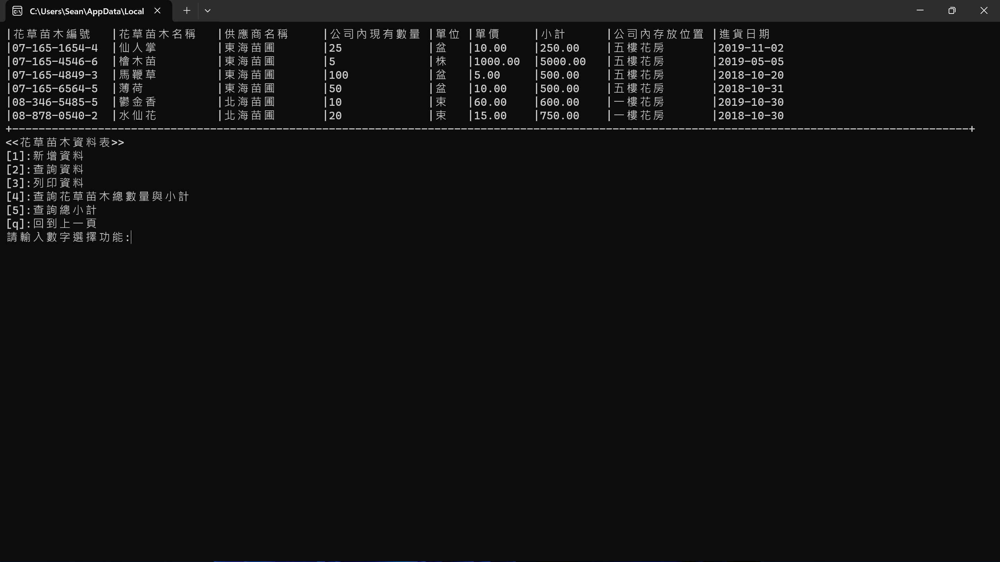 C:\Users\Sean\AppData\Local
|花草苗木編號 |花草苗木名稱 |供應商名稱 |公司內現有數量 |單位 |單價 |小計 |公司內存放位置 |進貨日期
|07-165-1654-4 |仙人掌 |東海苗圃 |25 |盆 |10.00 |250.00 |五樓花房 |2019-11-02
|07-165-4546-6 |檜木苗 |東海苗圃 |5 |株 |1000.00 |5000.00 |五樓花房 |2019-05-05
|07-165-4849-3 |馬鞭草 |東海苗圃 |100 |盆 |5.00 |500.00 |五樓花房 |2018-10-20
|07-165-6564-5 |薄荷 |東海苗圃 |50 |盆 |10.00 |500.00 |五樓花房 |2018-10-31
|08-346-5485-5 |鬱金香 |北海苗圃 |10 |束 |60.00 |600.00 |一樓花房 |2019-10-30
|08-878-0540-2 |水仙花 |北海苗圃 |20 |束 |15.00 |750.00 |一樓花房 |2018-10-30
+---------------------------------------------------------------------------------------------------------------------------------------------------+
<<花草苗木資料表>>
[1]:新增資料
[2]:查詢資料
[3]:列印資料
[4]:查詢花草苗木總數量與小計
[5]:查詢總小計
[q]:回到上一頁
請輸入數字選擇功能: